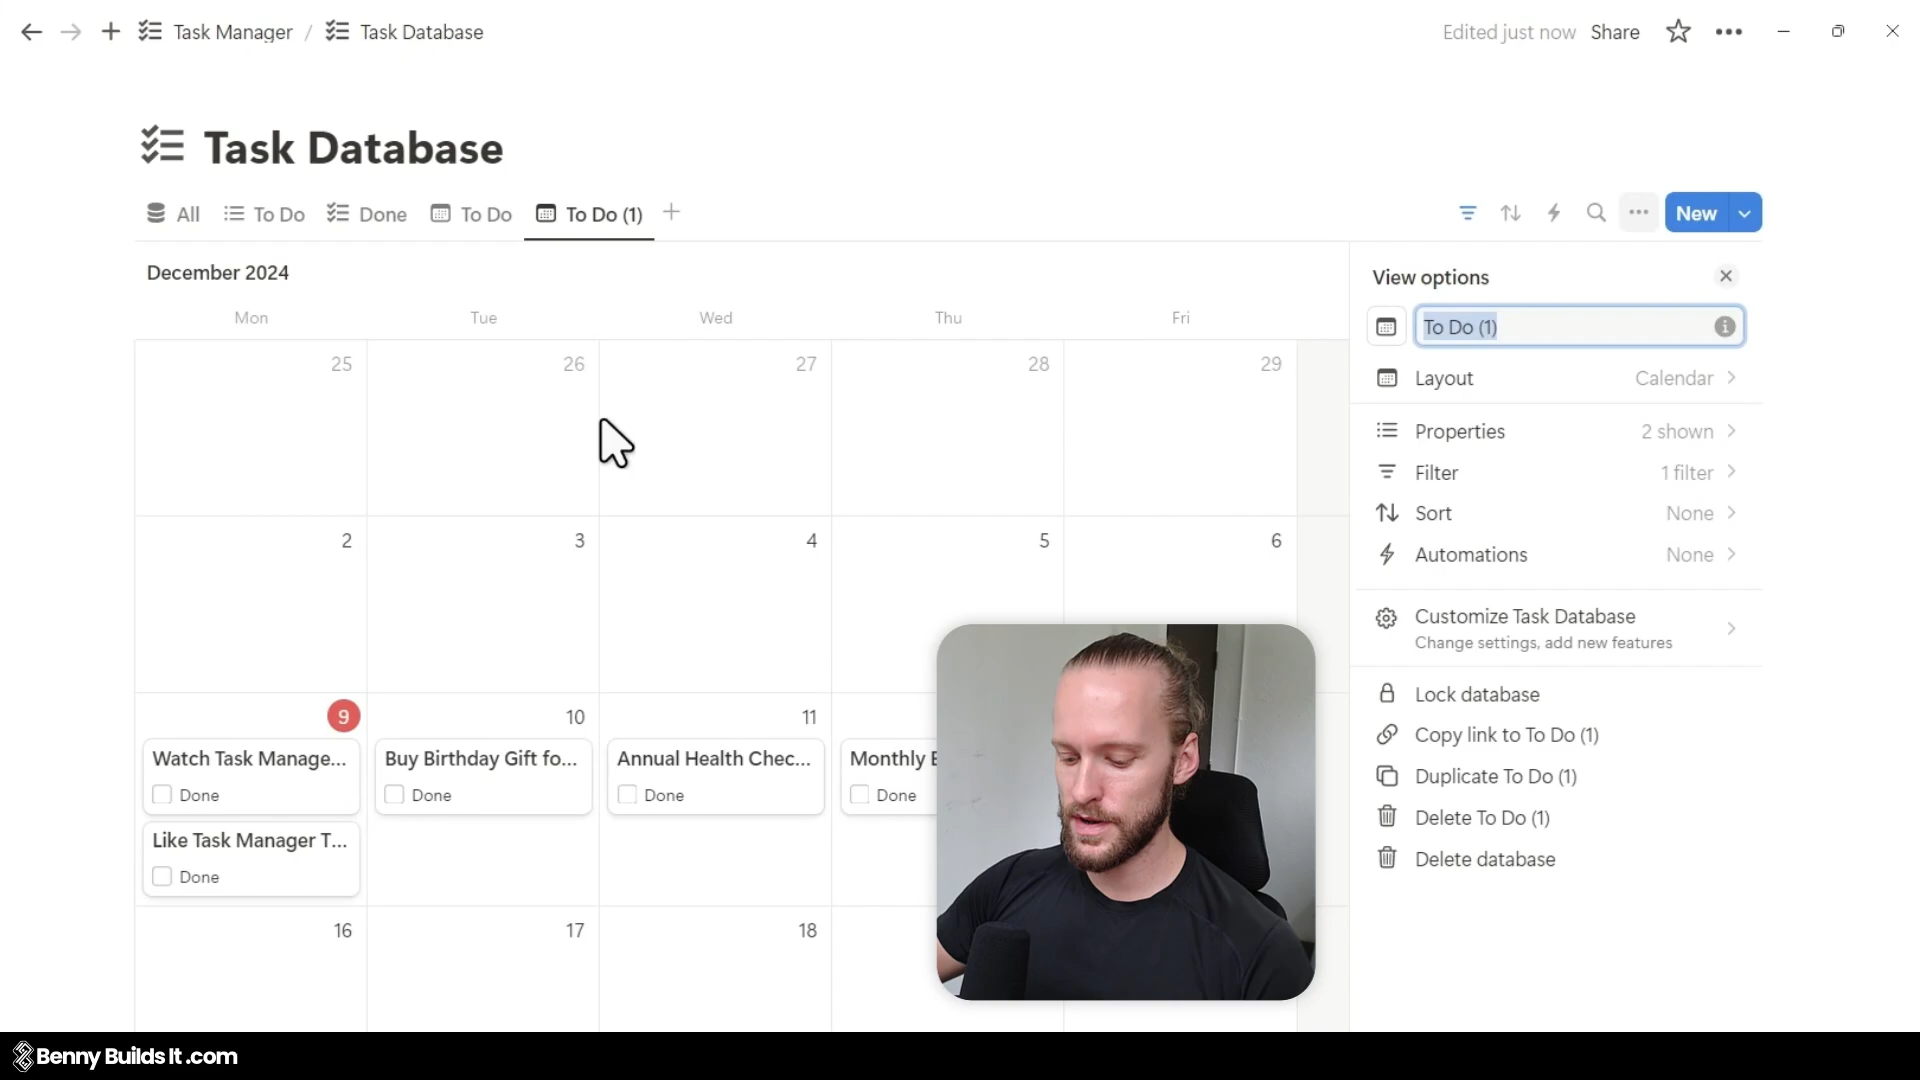 Task Manager / Task Database
Edited just now Share
Task Database
All To Do Done To Do To Do (1)
New
December 2024
Mon Tue Wed Thu Fri
25 26 27 28 29
2 3 4 5 6
9 10 11
Watch Task Manage... Buy Birthday Gift fo... Annual Health Chec... Monthly
Done Done Done Done
Like Task Manager T...
Done
16 17 18
View options
To Do (1)
Layout Calendar
Properties 2 shown
Filter 1 filter
Sort None
Automations None
Customize Task Database
Change settings, add new features
Lock database
Copy link to To Do (1)
Duplicate To Do (1)
Delete To Do (1)
Delete database
Benny Builds It .com